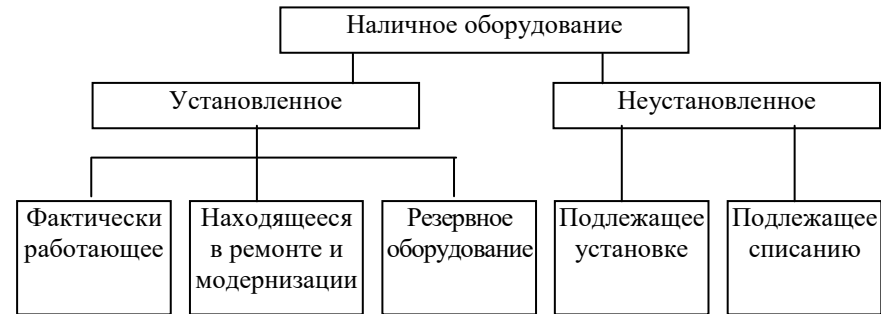 Наличное оборудование
Установленное
Неустановленное
Фактически
работающее
Находящееся
в ремонте и
модернизации
Резервное
оборудование
Подлежащее
установке
Подлежащее
списанию